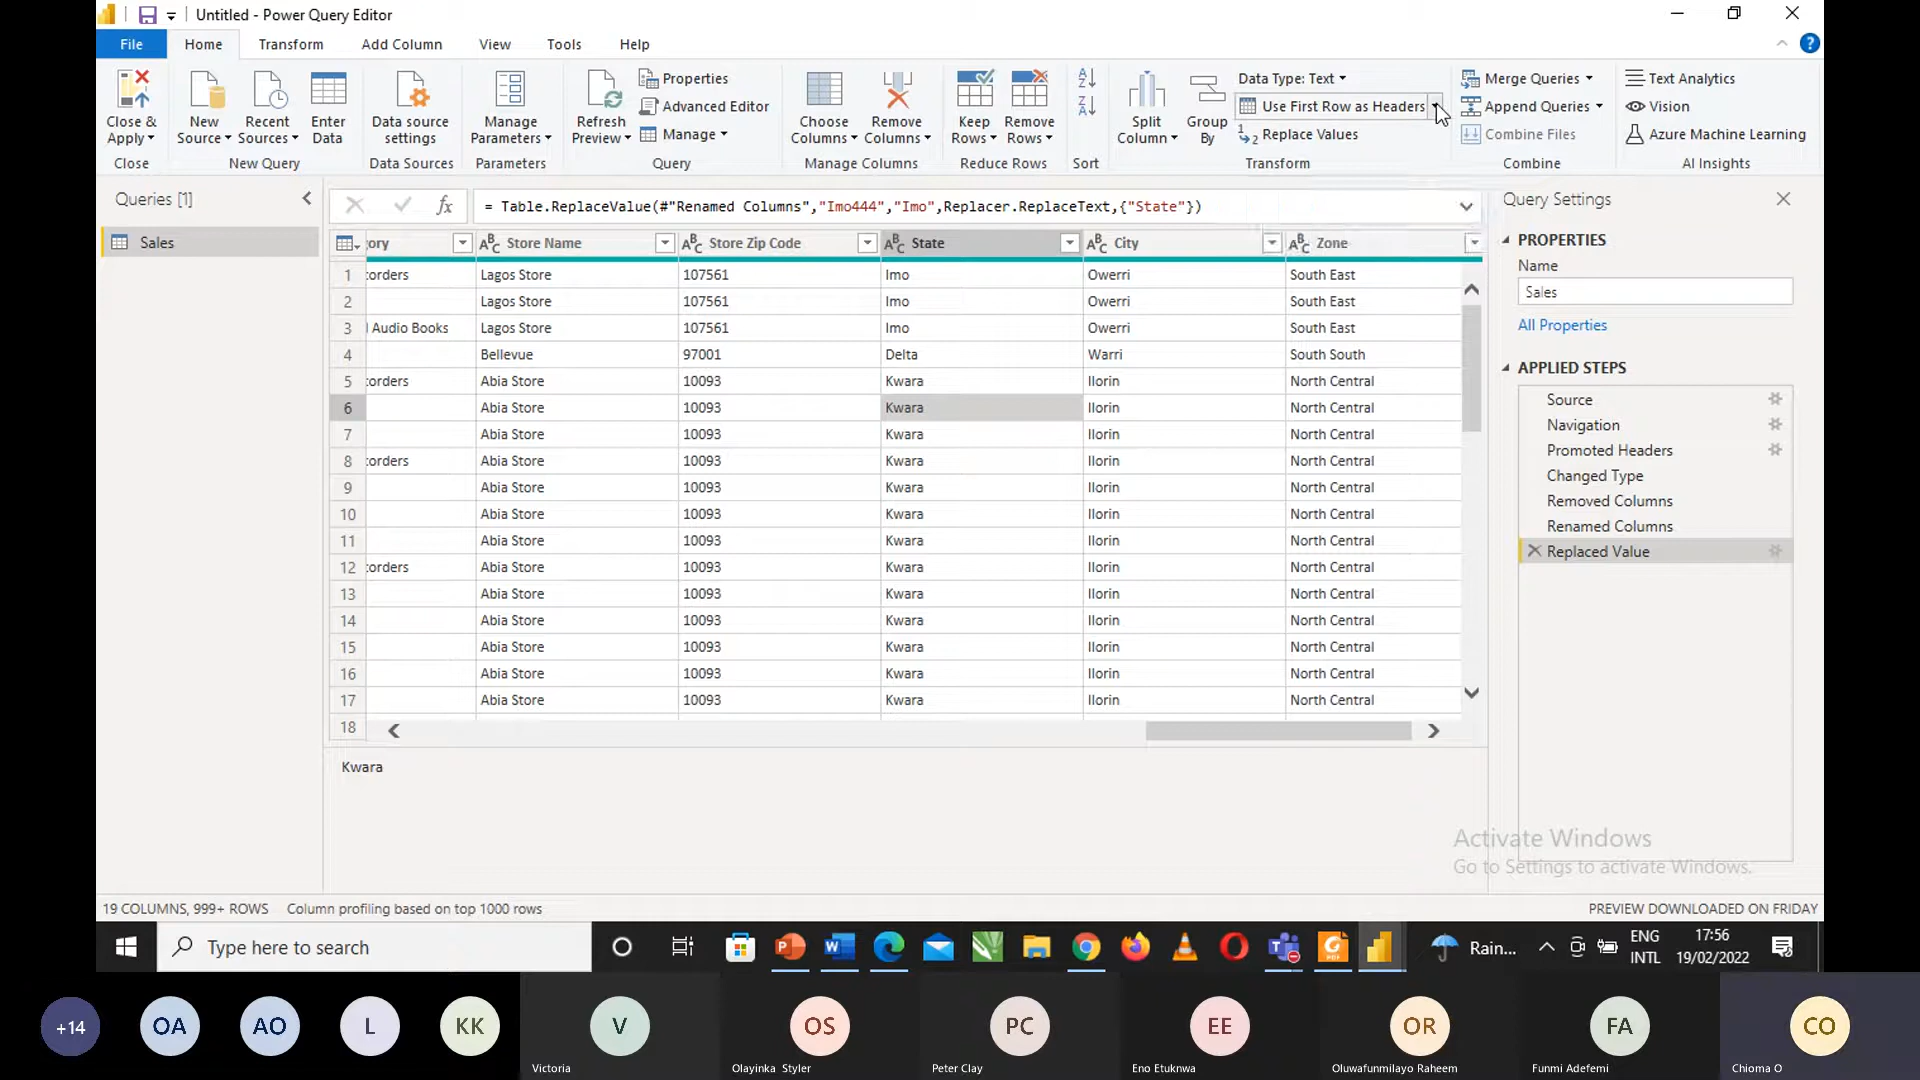 Untitled - Power Query Editor
File Home Transform Add Column View Tools Help
Close & Apply
New Source
Recent Sources
Enter Data
Data source settings
Manage Parameters
Refresh Preview
Properties
Advanced Editor
Manage
Choose Columns
Remove Columns
Keep Rows
Remove Rows
Split Column
Group By
Data Type: Text
Use First Row as Headers
Replace Values
Merge Queries
Append Queries
Combine Files
Text Analytics
Vision
Azure Machine Learning
Close New Query Data Sources Parameters Query Manage Columns Reduce Rows Sort Transform Combine AI Insights
Queries [1]
Sales
= Table.ReplaceValue(#"Renamed Columns","Imo444","Imo",Replacer.ReplaceText,{"State"})
ory Store Name Store Zip Code State City Zone
1 corders Lagos Store 107561 Imo Owerri South East
2 Lagos Store 107561 Imo Owerri South East
3 l Audio Books Lagos Store 107561 Imo Owerri South East
4 Bellevue 97001 Delta Warri South South
5 corders Abia Store 10093 Kwara Ilorin North Central
6 Abia Store 10093 Kwara Ilorin North Central
7 Abia Store 10093 Kwara Ilorin North Central
8 corders Abia Store 10093 Kwara Ilorin North Central
9 Abia Store 10093 Kwara Ilorin North Central
10 Abia Store 10093 Kwara Ilorin North Central
11 Abia Store 10093 Kwara Ilorin North Central
12 corders Abia Store 10093 Kwara Ilorin North Central
13 Abia Store 10093 Kwara Ilorin North Central
14 Abia Store 10093 Kwara Ilorin North Central
15 Abia Store 10093 Kwara Ilorin North Central
16 Abia Store 10093 Kwara Ilorin North Central
17 Abia Store 10093 Kwara Ilorin North Central
18
Kwara
Query Settings
PROPERTIES
Name
Sales
All Properties
APPLIED STEPS
Source
Navigation
Promoted Headers
Changed Type
Removed Columns
Renamed Columns
Replaced Value
Activate Windows
Go to Settings to activate Windows.
19 COLUMNS, 999+ ROWS Column profiling based on top 1000 rows
PREVIEW DOWNLOADED ON FRIDAY
Type here to search
Rain...
ENG
INTL
17:56
19/02/2022
+14 OA AO L KK V OS PC EE OR FA CO
Victoria Olayinka Styler Peter Clay Eno Etuknwa Oluwafunmilayo Raheem Funmi Adefemi Chioma O